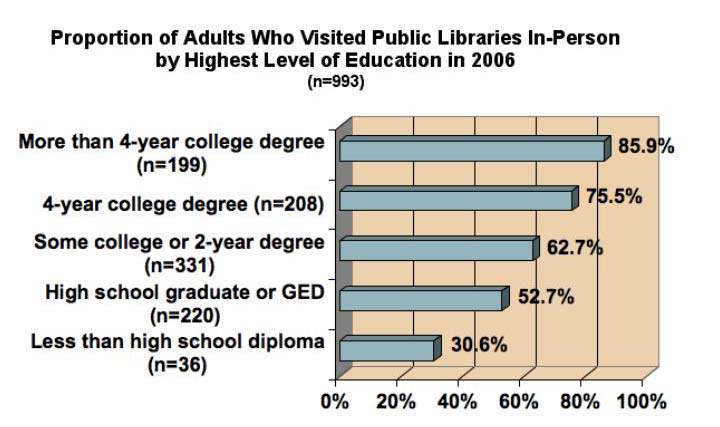 Proportion of Adults Who Visited Public Libraries In-Person
by Highest Level of Education in 2006
(n=993)
More than 4-year college degree
(n=199)
85.9%
4-year college degree (n=208)
75.5%
Some college or 2-year degree
(n=331)
62.7%
High school graduate or GED
(n=220)
52.7%
Less than high school diploma
(n=36)
30.6%
0% 20% 40% 60% 80% 100%